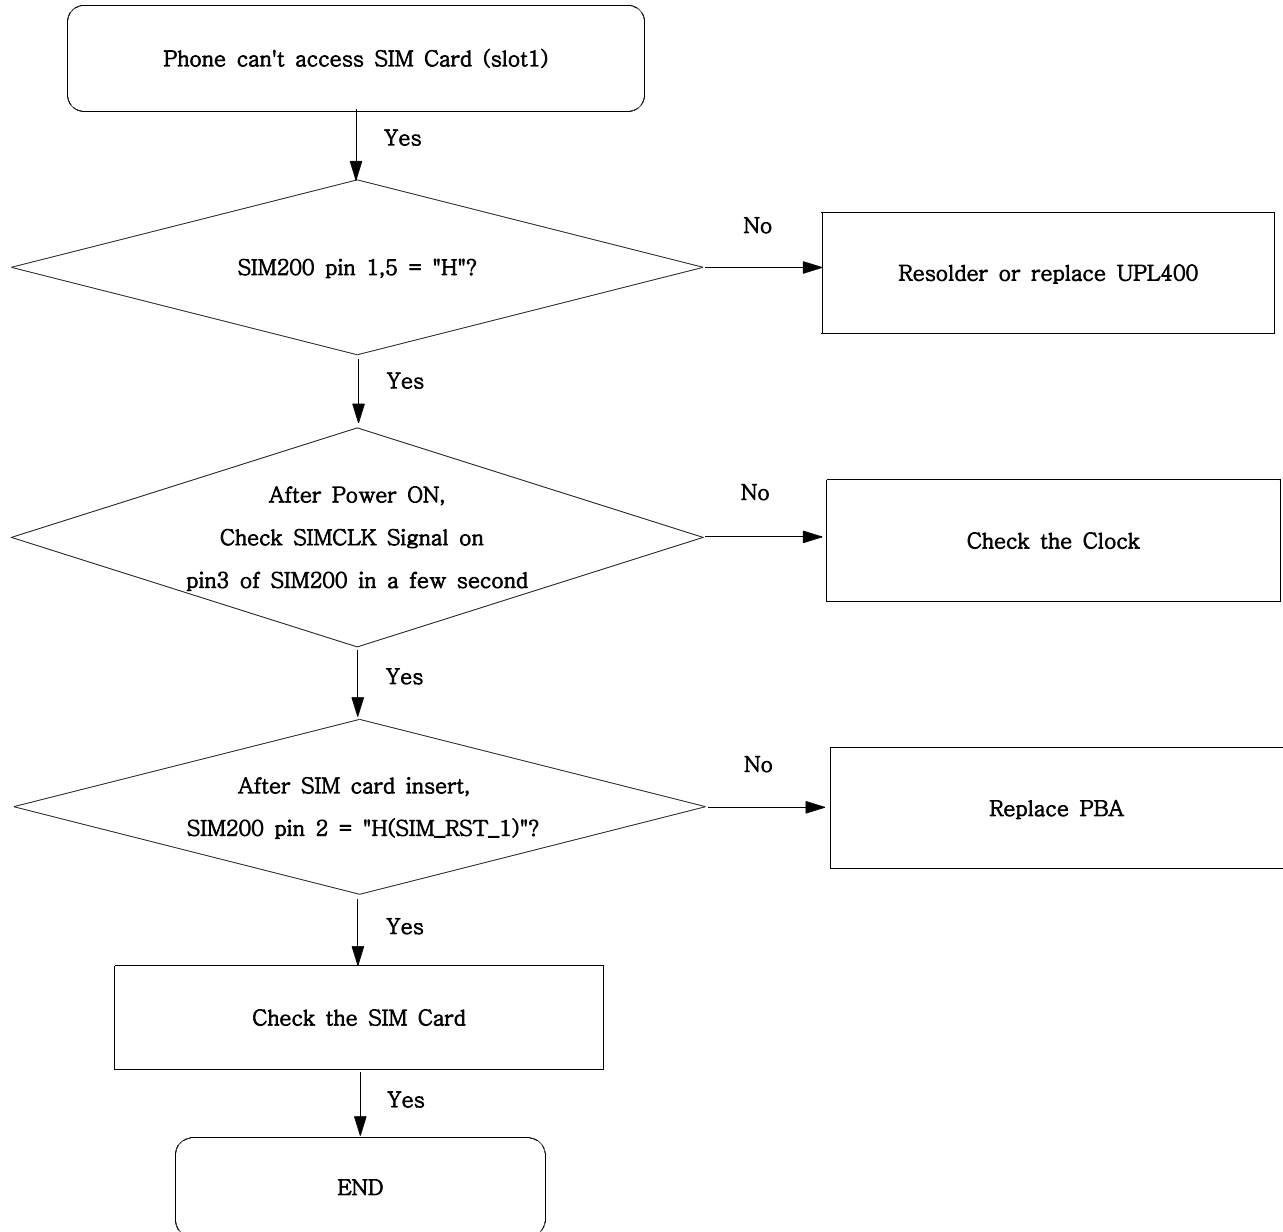 Phone can't access SIM Card (slot1)
Yes
No
SIM200 pin 1,5 = "H"?
Resolder or replace UPL400
Yes
After Power ON,
No
Check SIMCLK Signal on
Check the Clock
pin3 of SIM200 in a few second
Yes
No
After SIM card insert,
SIM200 pin 2 = "H(SIM_RST_1)"?
Replace PBA
Yes
Check the SIM Card
Yes
END